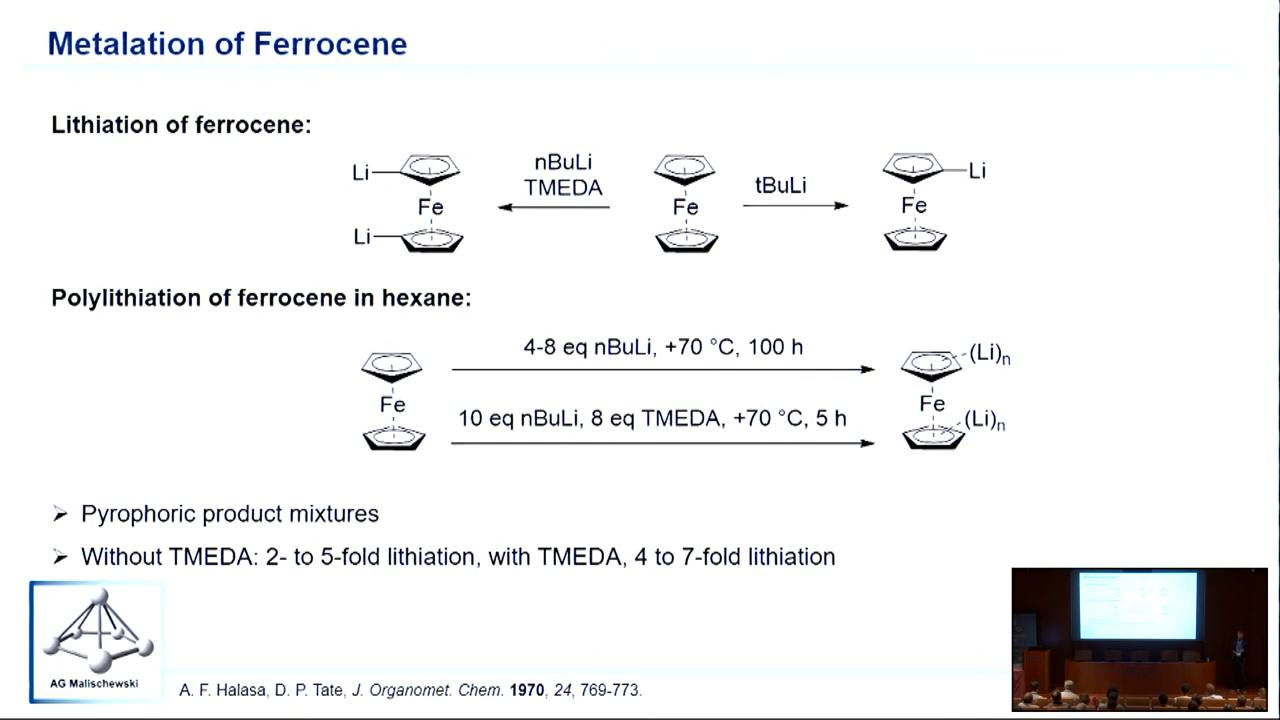 Metalation of Ferrocene
Lithiation of ferrocene:
Li
Fe
Li
nBuLi
TMEDA
Fe
tBuLi
Li
Fe
Polylithiation of ferrocene in hexane:
Fe
4-8 eq nBuLi, +70 °C, 100 h
10 eq nBuLi, 8 eq TMEDA, +70 °C, 5 h
(Li)n
Fe
(Li)n
➢ Pyrophoric product mixtures
➢ Without TMEDA: 2- to 5-fold lithiation, with TMEDA, 4 to 7-fold lithiation
AG Malischewski
A. F. Halasa, D. P. Tate, J. Organomet. Chem. 1970, 24, 769-773.